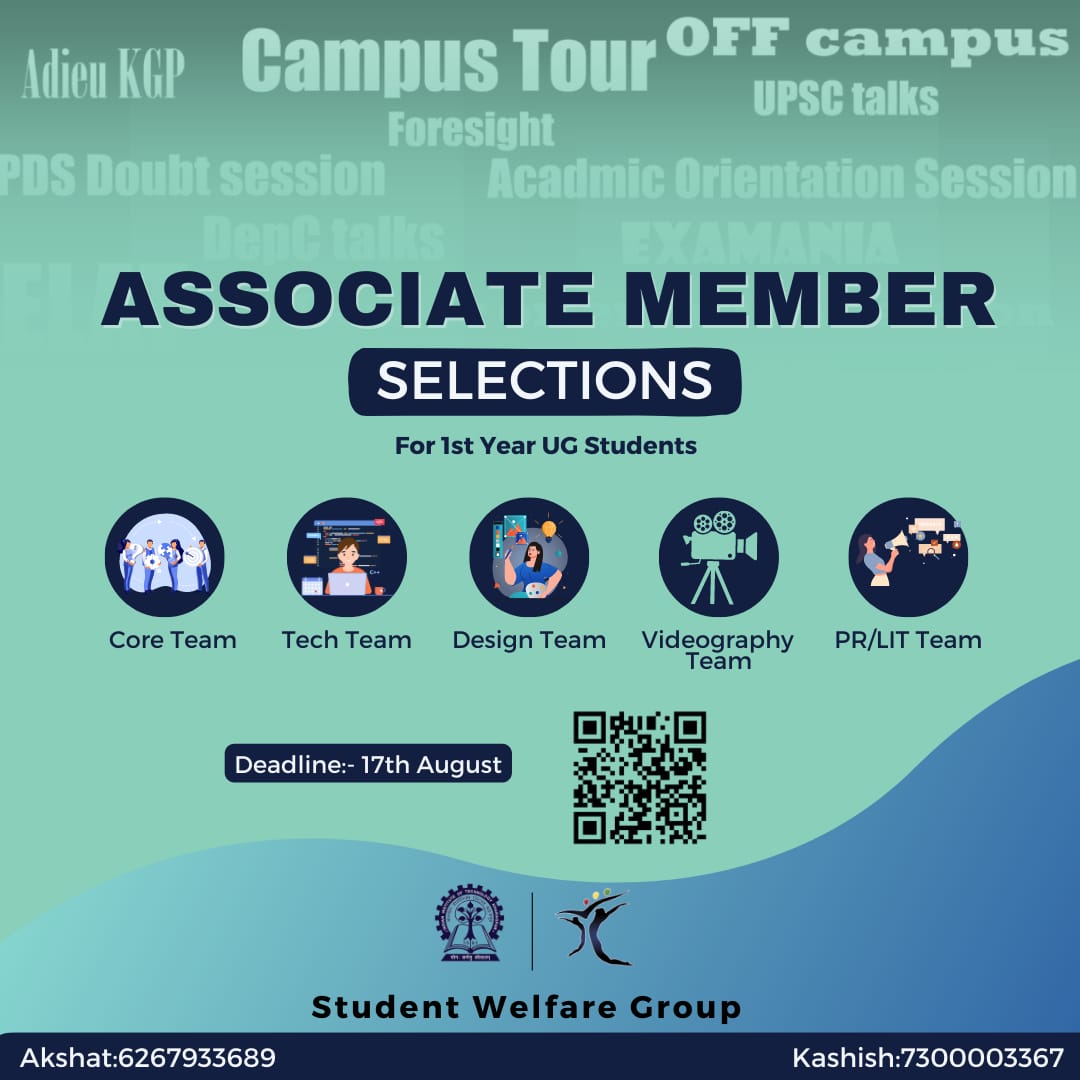 Adieu KGP
Campus Tour
OFF campus
UPSC talks
Foresight
PDS Doubt session
Acadmic Orientation Session
DepC talks
EXAMANIA
ASSOCIATE MEMBER
SELECTIONS
For 1st Year UG Students
Core Team
Tech Team
Design Team
Videography
Team
PR/LIT Team
Deadline:- 17th August
Student Welfare Group
Akshat:6267933689
Kashish:7300003367